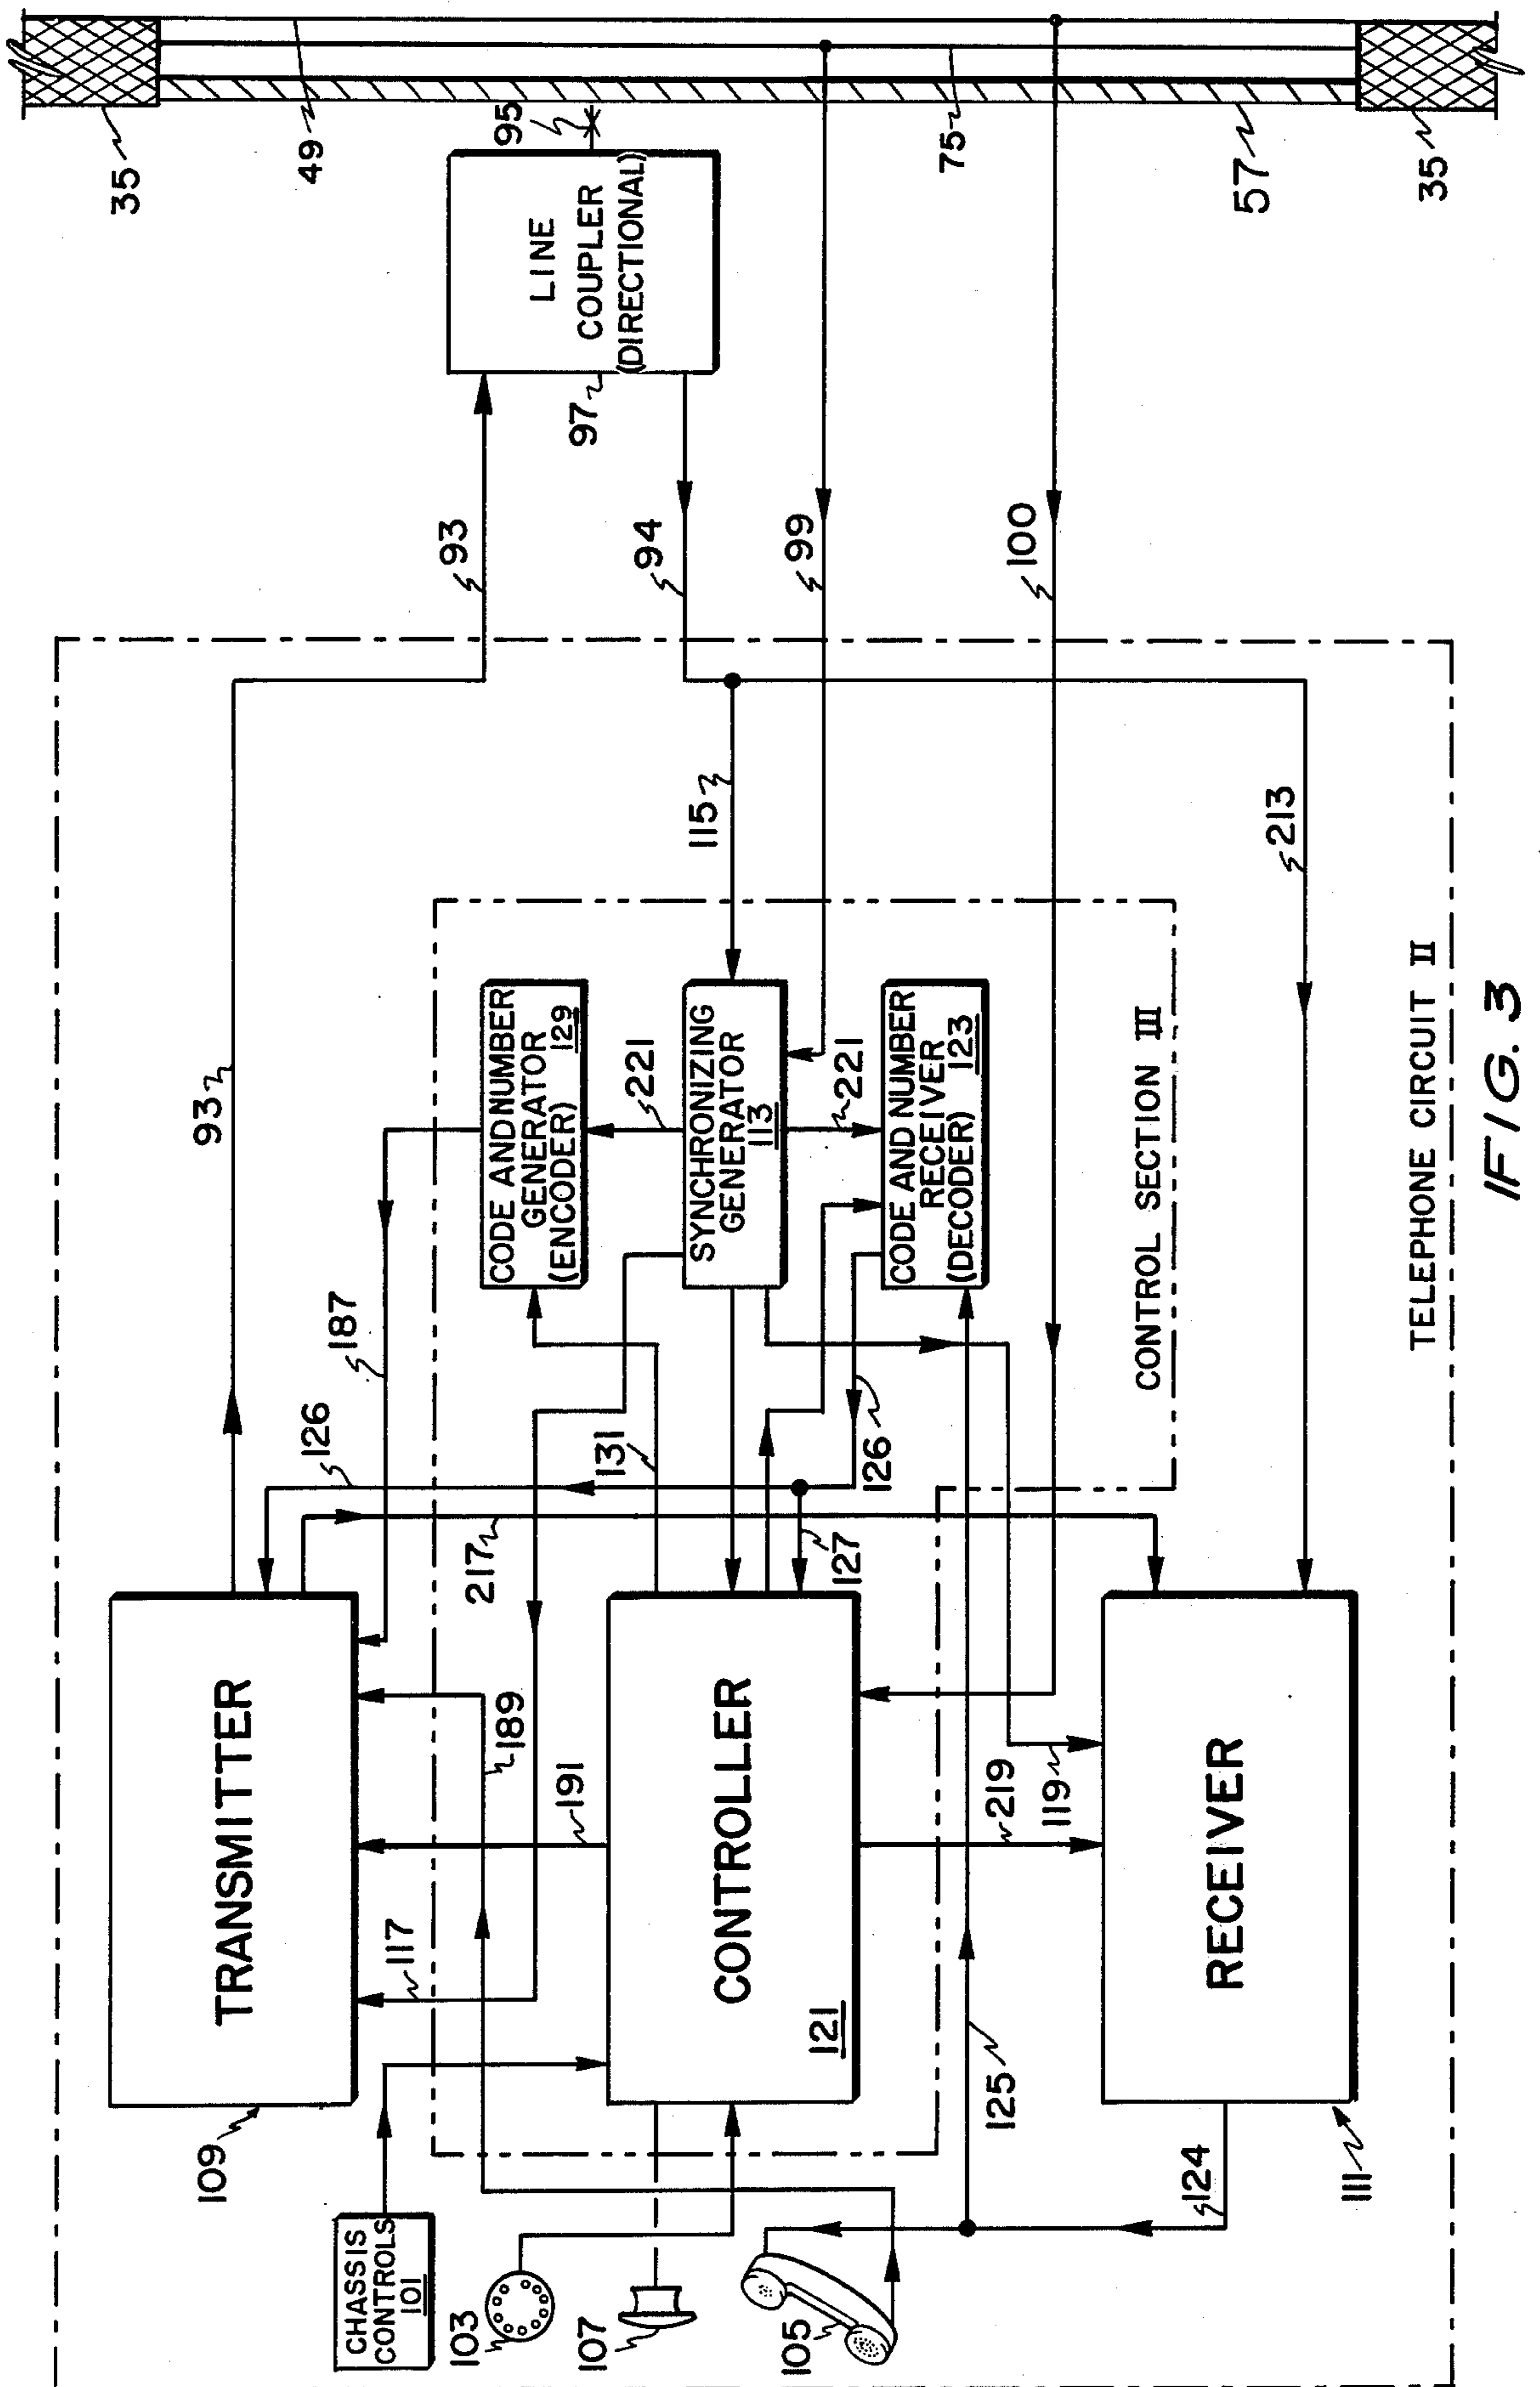 35
49
95
75
57
35
LINE
COUPLER
(DIRECTIONAL)
97
93
94
99
100
93
115
213
CODE AND NUMBER
GENERATOR
(ENCODER) 129
221
SYNCHRONIZING
GENERATOR
113
221
CODE AND NUMBER
RECEIVER
(DECODER) 123
CONTROL SECTION III
TELEPHONE CIRCUIT II
187
126
131
126
217
127
TRANSMITTER
109
189
191
117
CONTROLLER
121
219
119
125
RECEIVER
111
124
CHASSIS
CONTROLS
101
103
107
105
FIG. 3